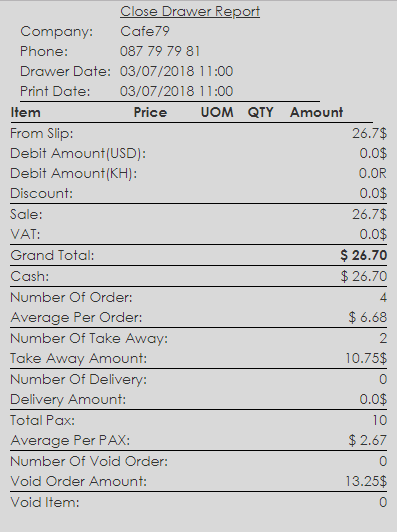 Close Drawer Report
Company: Cafe79
Phone: 087 79 79 81
Drawer Date: 03/07/2018 11:00
Print Date: 03/07/2018 11:00
Item Price UOM QTY Amount
From Slip: 26.7$
Debit Amount(USD): 0.0$
Debit Amount(KH): 0.0R
Discount: 0.0$
Sale: 26.7$
VAT: 0.0$
Grand Total: $ 26.70
Cash: $ 26.70
Number Of Order: 4
Average Per Order: $ 6.68
Number Of Take Away: 2
Take Away Amount: 10.75$
Number Of Delivery: 0
Delivery Amount: 0.0$
Total Pax: 10
Average Per PAX: $ 2.67
Number Of Void Order: 0
Void Order Amount: 13.25$
Void Item: 0